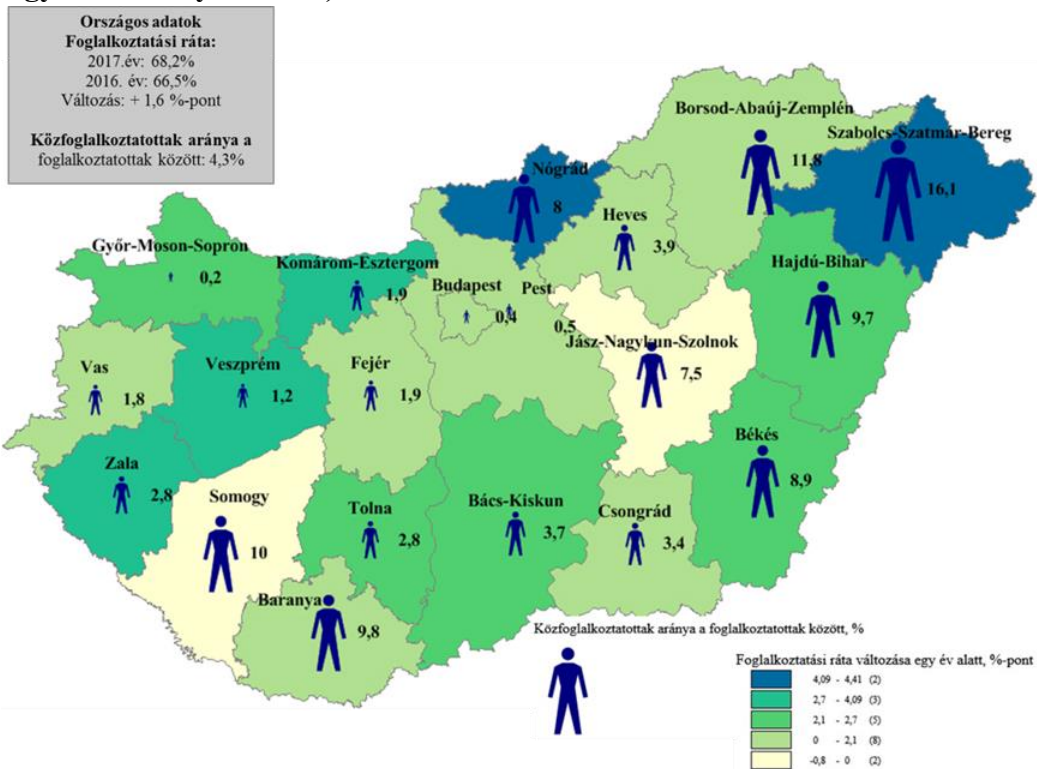 Országos adatok
Foglalkoztatási ráta:
2017.év: 68,2%
2016. év: 66,5%
Változás: + 1,6 %-pont
Közfoglalkoztatottak aránya a
foglalkoztatottak között: 4,3%
Borsod-Abaúj-Zemplén
11,8
Szabolcs-Szatmár-Bereg
16,1
Nógrád
8
Heves
3,9
Győr-Moson-Sopron
0,2
Komárom-Esztergom
1,9
Budapest
0,4
Pest
0,5
Hajdú-Bihar
9,7
Jász-Nagykun-Szolnok
7,5
Vas
1,8
Veszprém
1,2
Fejér
1,9
Békés
8,9
Zala
2,8
Somogy
10
Tolna
2,8
Bács-Kiskun
3,7
Csongrád
3,4
Baranya
9,8
Közfoglalkoztatottak aránya a foglalkoztatottak között, %
Foglalkoztatási ráta változása egy év alatt, %-pont
4,09 - 4,41 (2)
2,7 - 4,09 (3)
2,1 - 2,7 (5)
0 - 2,1 (8)
-0,8 - 0 (2)